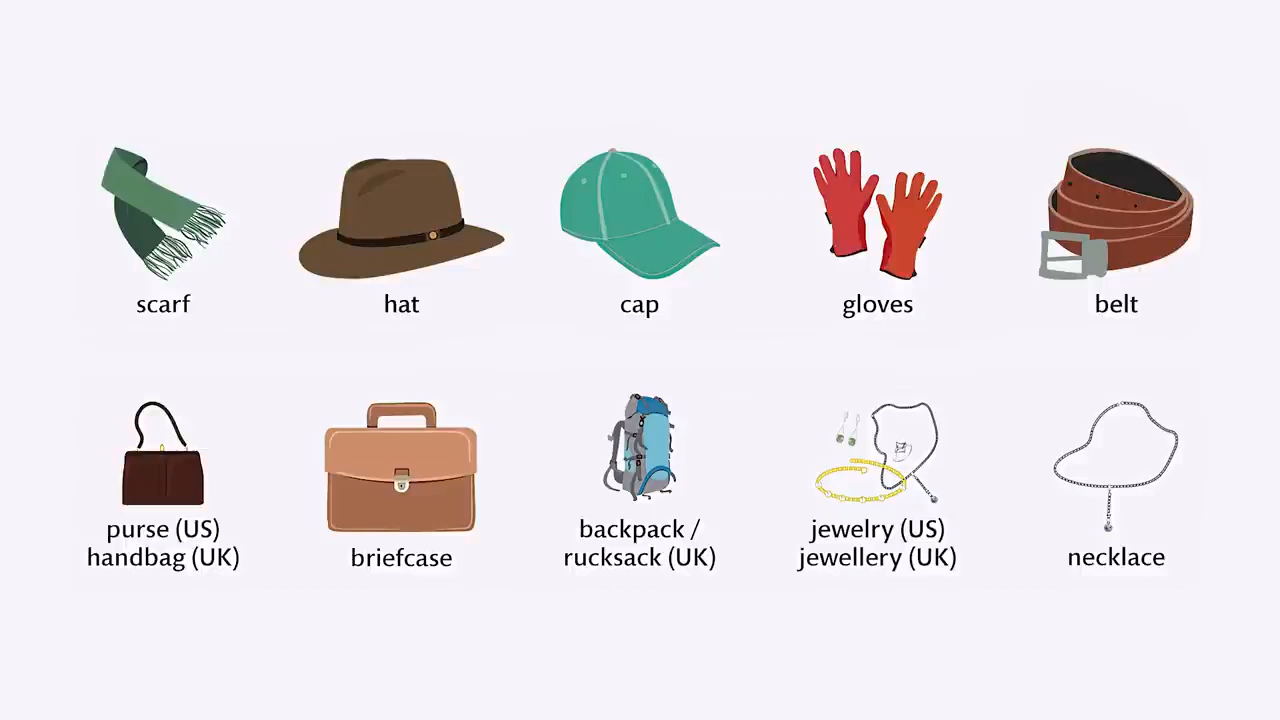 scarf
hat
cap
gloves
belt
purse (US)
handbag (UK)
briefcase
backpack /
rucksack (UK)
jewelry (US)
jewellery (UK)
necklace